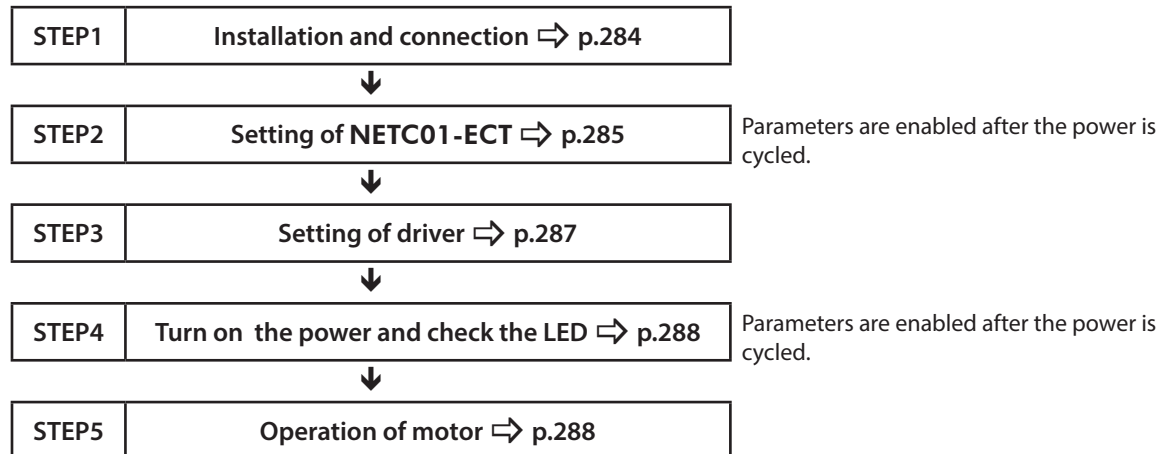 STEP1 Installation and connection ⇨ p.284
STEP2 Setting of NETC01-ECT ⇨ p.285
Parameters are enabled after the power is
cycled.
STEP3 Setting of driver ⇨ p.287
STEP4 Turn on the power and check the LED ⇨ p.288
Parameters are enabled after the power is
cycled.
STEP5 Operation of motor ⇨ p.288